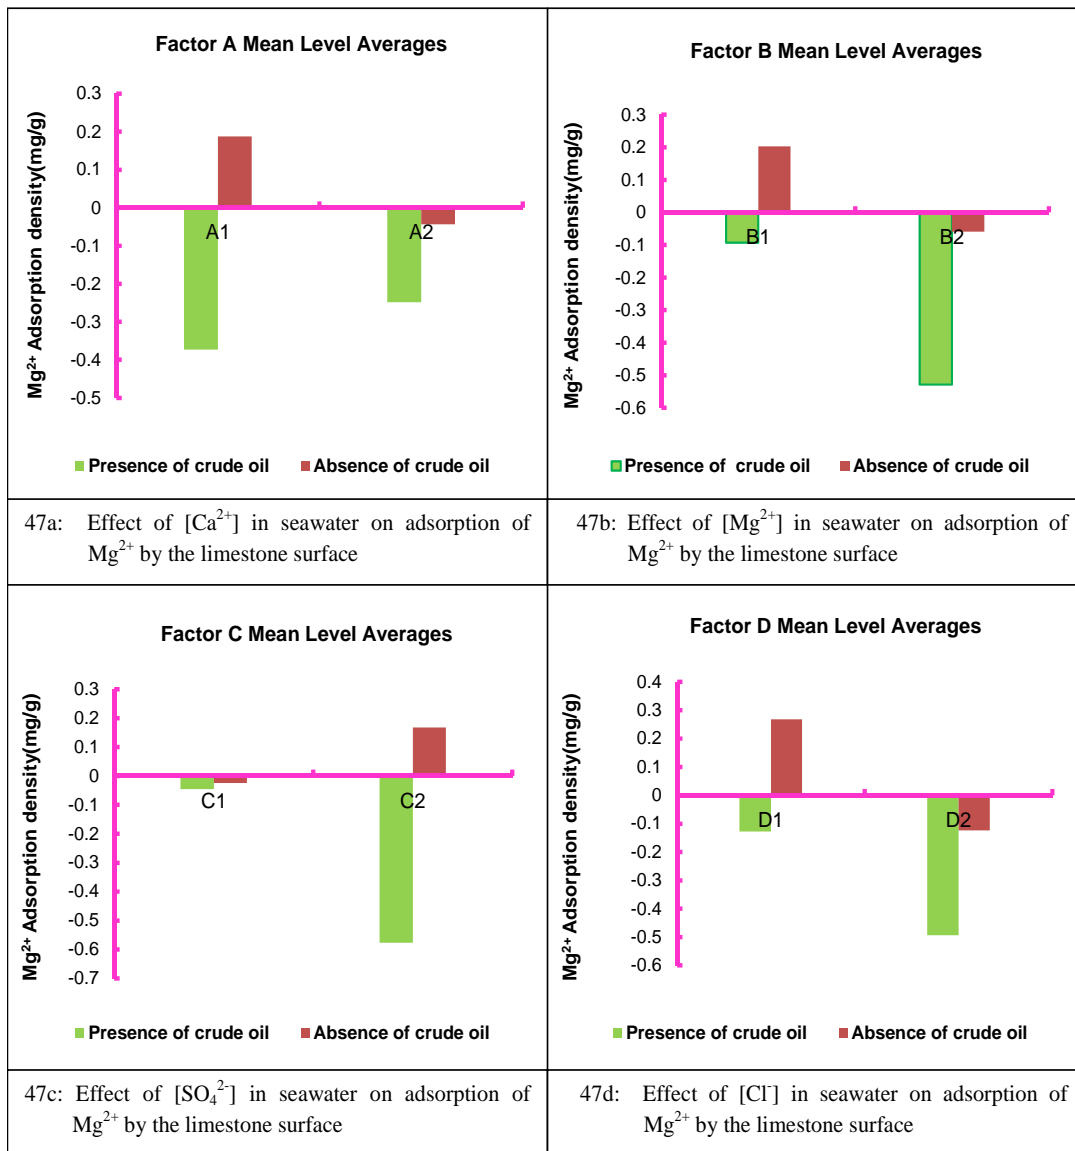 Factor A Mean Level Averages
Mg²⁺ Adsorption density(mg/g)
0.3
0.2
0.1
0
-0.1
-0.2
-0.3
-0.4
-0.5
A1 A2
Presence of crude oil Absence of crude oil
Factor B Mean Level Averages
Mg²⁺ Adsorption density(mg/g)
0.3
0.2
0.1
0
-0.1
-0.2
-0.3
-0.4
-0.5
-0.6
B1 B2
Presence of crude oil Absence of crude oil
47a: Effect of [Ca²⁺] in seawater on adsorption of
Mg²⁺ by the limestone surface
47b: Effect of [Mg²⁺] in seawater on adsorption of
Mg²⁺ by the limestone surface
Factor C Mean Level Averages
Mg²⁺ Adsorption density(mg/g)
0.3
0.2
0.1
0
-0.1
-0.2
-0.3
-0.4
-0.5
-0.6
-0.7
C1 C2
Presence of crude oil Absence of crude oil
Factor D Mean Level Averages
Mg²⁺ Adsorption density(mg/g)
0.4
0.3
0.2
0.1
0
-0.1
-0.2
-0.3
-0.4
-0.5
-0.6
D1 D2
Presence of crude oil Absence of crude oil
47c: Effect of [SO₄²⁻] in seawater on adsorption of
Mg²⁺ by the limestone surface
47d: Effect of [Cl⁻] in seawater on adsorption of
Mg²⁺ by the limestone surface